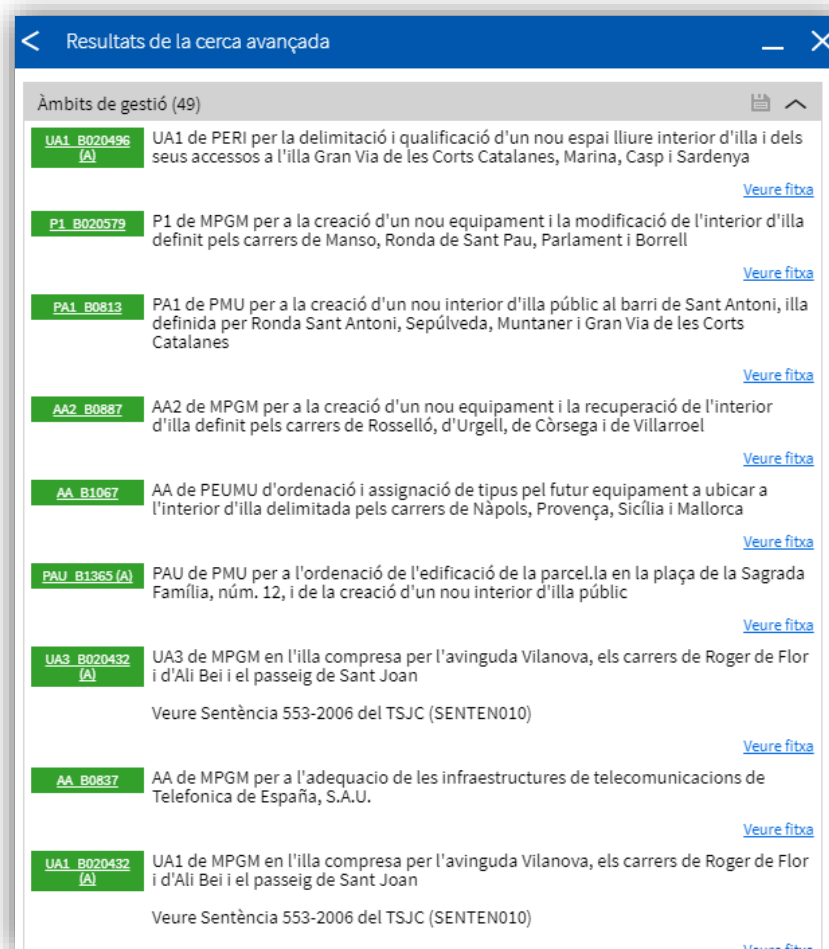 Resultats de la cerca avançada
Àmbits de gestió (49)
UA1_B020496
(A)
UA1 de PERI per la delimitació i qualificació d'un nou espai lliure interior d'illa i dels
seus accessos a l'illa Gran Via de les Corts Catalanes, Marina, Casp i Sardenya
Veure fitxa
P1_B020579
P1 de MPGM per a la creació d'un nou equipament i la modificació de l'interior d'illa
definit pels carrers de Manso, Ronda de Sant Pau, Parlament i Borrell
Veure fitxa
PA1_B0813
PA1 de PMU per a la creació d'un nou interior d'illa públic al barri de Sant Antoni, illa
definida per Ronda Sant Antoni, Sepúlveda, Muntaner i Gran Via de les Corts
Catalanes
Veure fitxa
AA2_B0887
AA2 de MPGM per a la creació d'un nou equipament i la recuperació de l'interior
d'illa definit pels carrers de Rosselló, d'Urgell, de Còrsega i de Villarroel
Veure fitxa
AA_B1067
AA de PEUMU d'ordenació i assignació de tipus pel futur equipament a ubicar a
l'interior d'illa delimitada pels carrers de Nàpols, Provença, Sicília i Mallorca
Veure fitxa
PAU_B1365 (A)
PAU de PMU per a l'ordenació de l'edificació de la parcel.la en la plaça de la Sagrada
Família, núm. 12, i de la creació d'un nou interior d'illa públic
Veure fitxa
UA3_B020432
(A)
UA3 de MPGM en l'illa compresa per l'avinguda Vilanova, els carrers de Roger de Flor
i d'Ali Bei i el passeig de Sant Joan
Veure Sentència 553-2006 del TSJC (SENTEN010)
Veure fitxa
AA_B0837
AA de MPGM per a l'adequacio de les infraestructures de telecomunicacions de
Telefonica de España, S.A.U.
Veure fitxa
UA1_B020432
(A)
UA1 de MPGM en l'illa compresa per l'avinguda Vilanova, els carrers de Roger de Flor
i d'Ali Bei i el passeig de Sant Joan
Veure Sentència 553-2006 del TSJC (SENTEN010)
Veure fitxa